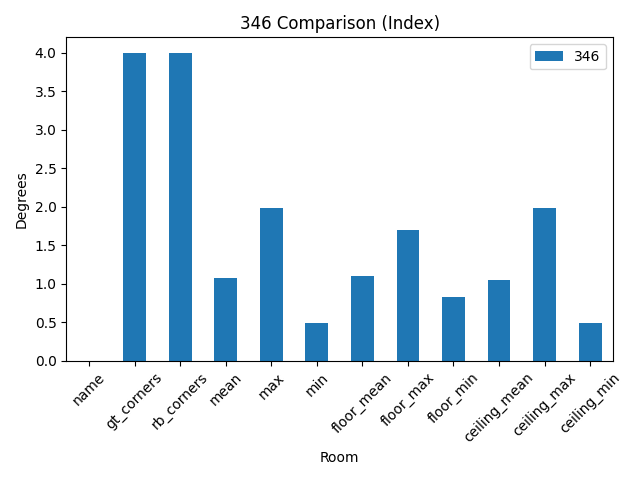 346 Comparison (Index)
346
Degrees
4.0
3.5
3.0
2.5
2.0
1.5
1.0
0.5
0.0
name
gt_corners
rb_corners
mean
max
min
floor_mean
floor_max
floor_min
ceiling_mean
ceiling_max
ceiling_min
Room